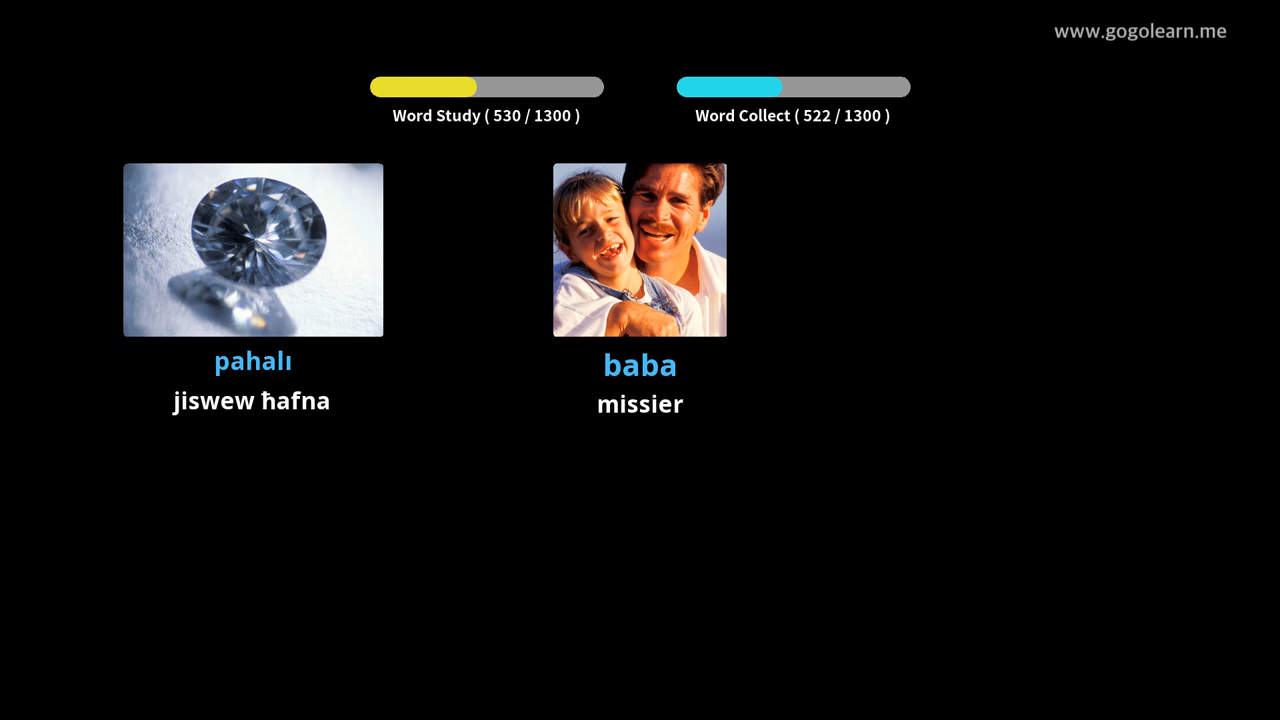 www.gogolearn.me
Word Study ( 530 / 1300 )
Word Collect ( 522 / 1300 )
pahalı
jiswew ħafna
baba
missier